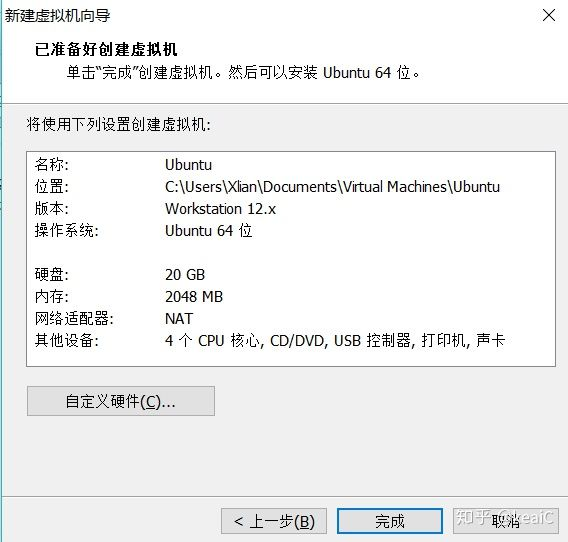 新建虚拟机向导
已准备好创建虚拟机
单击“完成”创建虚拟机。然后可以安装 Ubuntu 64 位。
将使用下列设置创建虚拟机:
名称: Ubuntu
位置: C:\Users\Xlian\Documents\Virtual Machines\Ubuntu
版本: Workstation 12.x
操作系统: Ubuntu 64 位
硬盘: 20 GB
内存: 2048 MB
网络适配器: NAT
其他设备: 4 个 CPU 核心, CD/DVD, USB 控制器, 打印机, 声卡
自定义硬件(C)...
< 上一步(B) 完成 取消
知乎 @keaiC